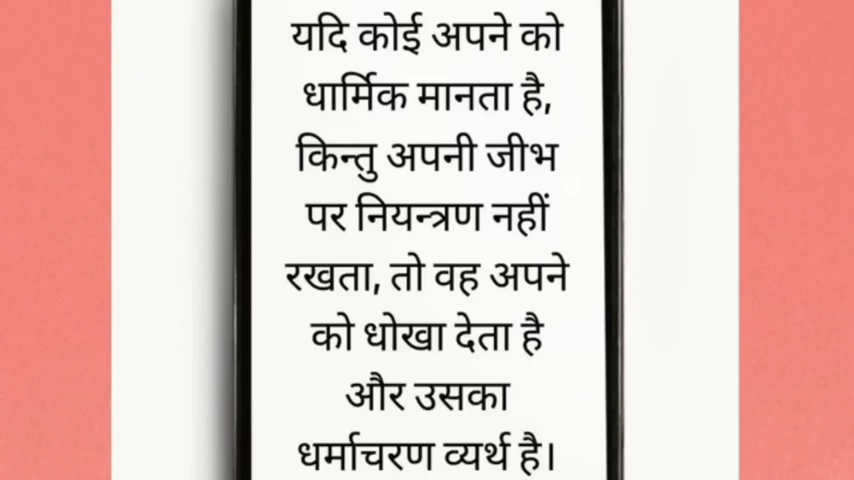 यदि कोई अपने को
धार्मिक मानता है,
किन्तु अपनी जीभ
पर नियन्त्रण नहीं
रखता, तो वह अपने
को धोखा देता है
और उसका
धर्माचरण व्यर्थ है।